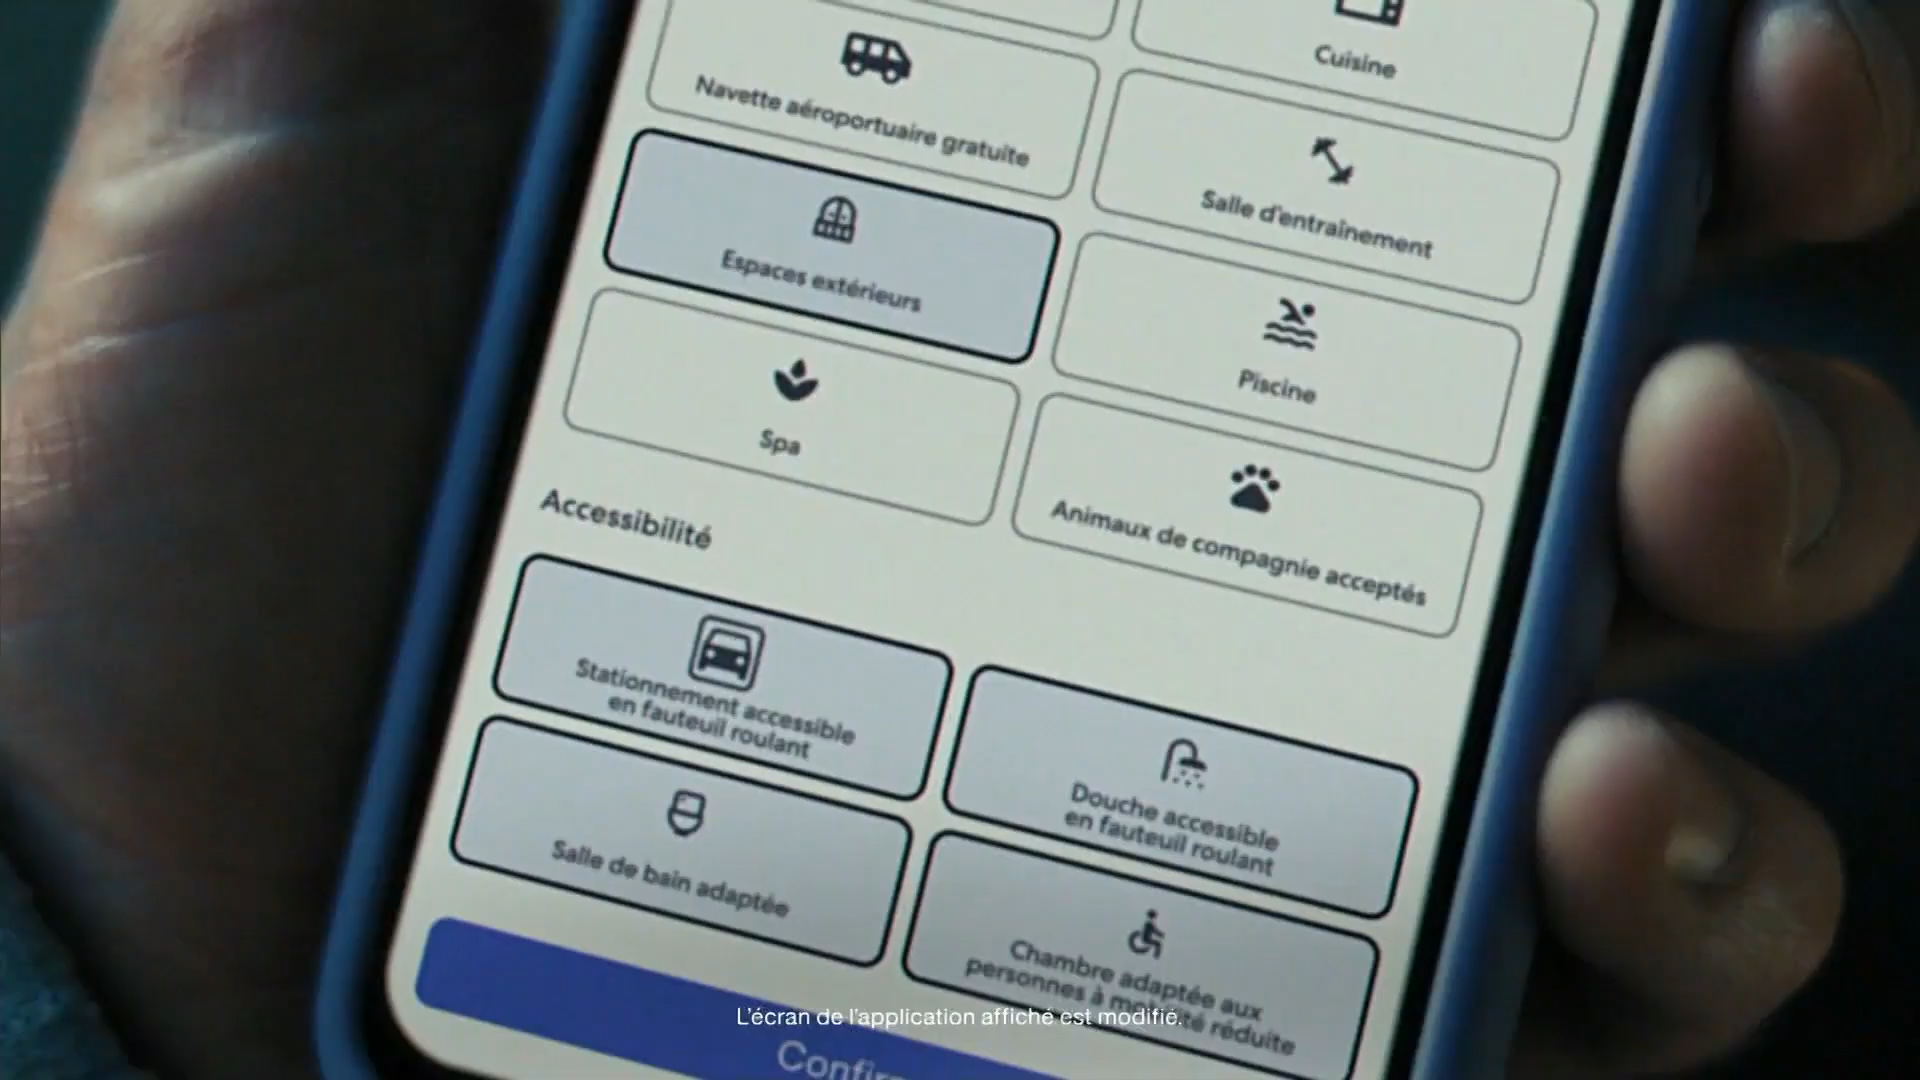 Cuisine
Navette aéroportuaire gratuite
Salle d'entraînement
Espaces extérieurs
Piscine
Spa
Animaux de compagnie acceptés
Accessibilité
Stationnement accessible
en fauteuil roulant
Douche accessible
en fauteuil roulant
Salle de bain adaptée
Chambre adaptée aux
personnes à mobilité réduite
L'écran de l'application affiché est modifié.